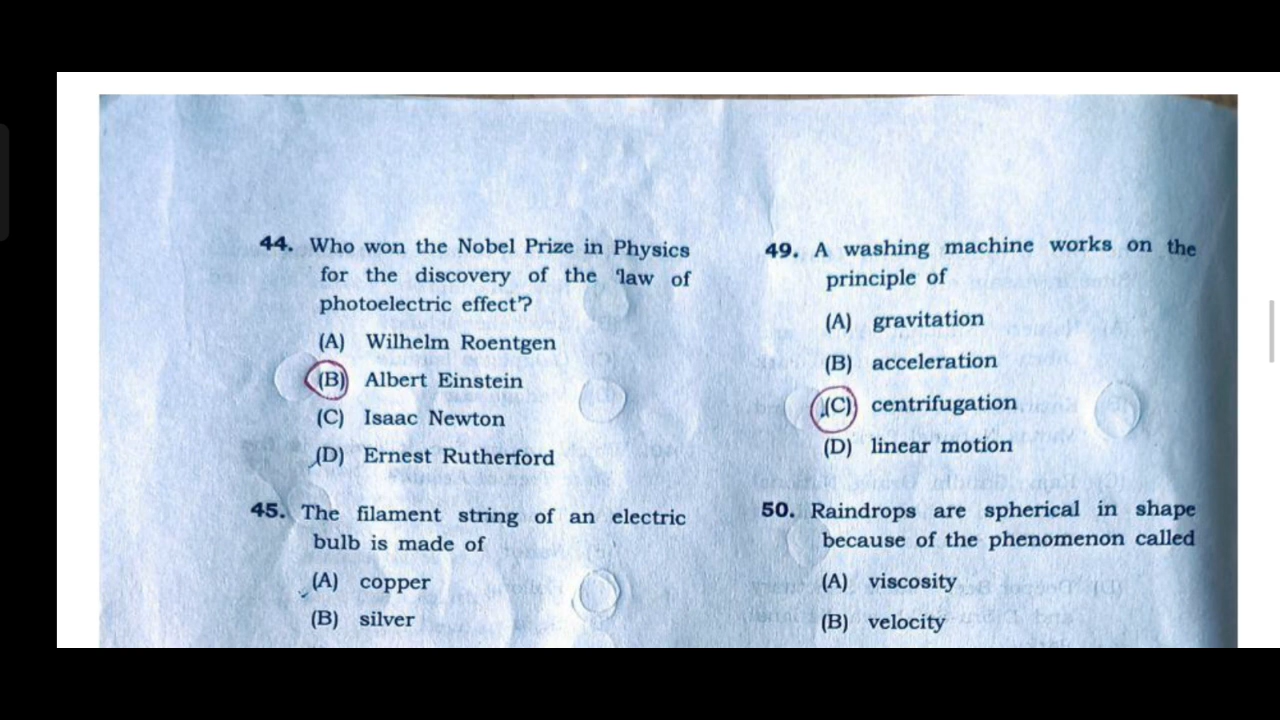 44. Who won the Nobel Prize in Physics
for the discovery of the 'law of
photoelectric effect'?
(A) Wilhelm Roentgen
(B) Albert Einstein
(C) Isaac Newton
(D) Ernest Rutherford
45. The filament string of an electric
bulb is made of
(A) copper
(B) silver
49. A washing machine works on the
principle of
(A) gravitation
(B) acceleration
(C) centrifugation
(D) linear motion
50. Raindrops are spherical in shape
because of the phenomenon called
(A) viscosity
(B) velocity